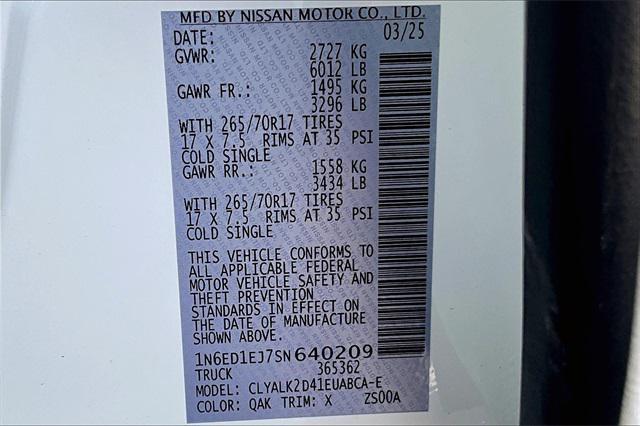 MFD BY NISSAN MOTOR CO., LTD.
DATE: 03/25
GVWR: 2727 KG
6012 LB
GAWR FR.: 1495 KG
3296 LB
WITH 265/70R17 TIRES
17 X 7.5 RIMS AT 35 PSI
COLD SINGLE
GAWR RR.: 1558 KG
3434 LB
WITH 265/70R17 TIRES
17 X 7.5 RIMS AT 35 PSI
COLD SINGLE
THIS VEHICLE CONFORMS TO
ALL APPLICABLE FEDERAL
MOTOR VEHICLE SAFETY AND
THEFT PREVENTION
STANDARDS IN EFFECT ON
THE DATE OF MANUFACTURE
SHOWN ABOVE.
1N6ED1EJ7SN640209
TRUCK 365362
MODEL: CLYALK2D41EUABCA-E
COLOR: QAK TRIM: X ZS00A